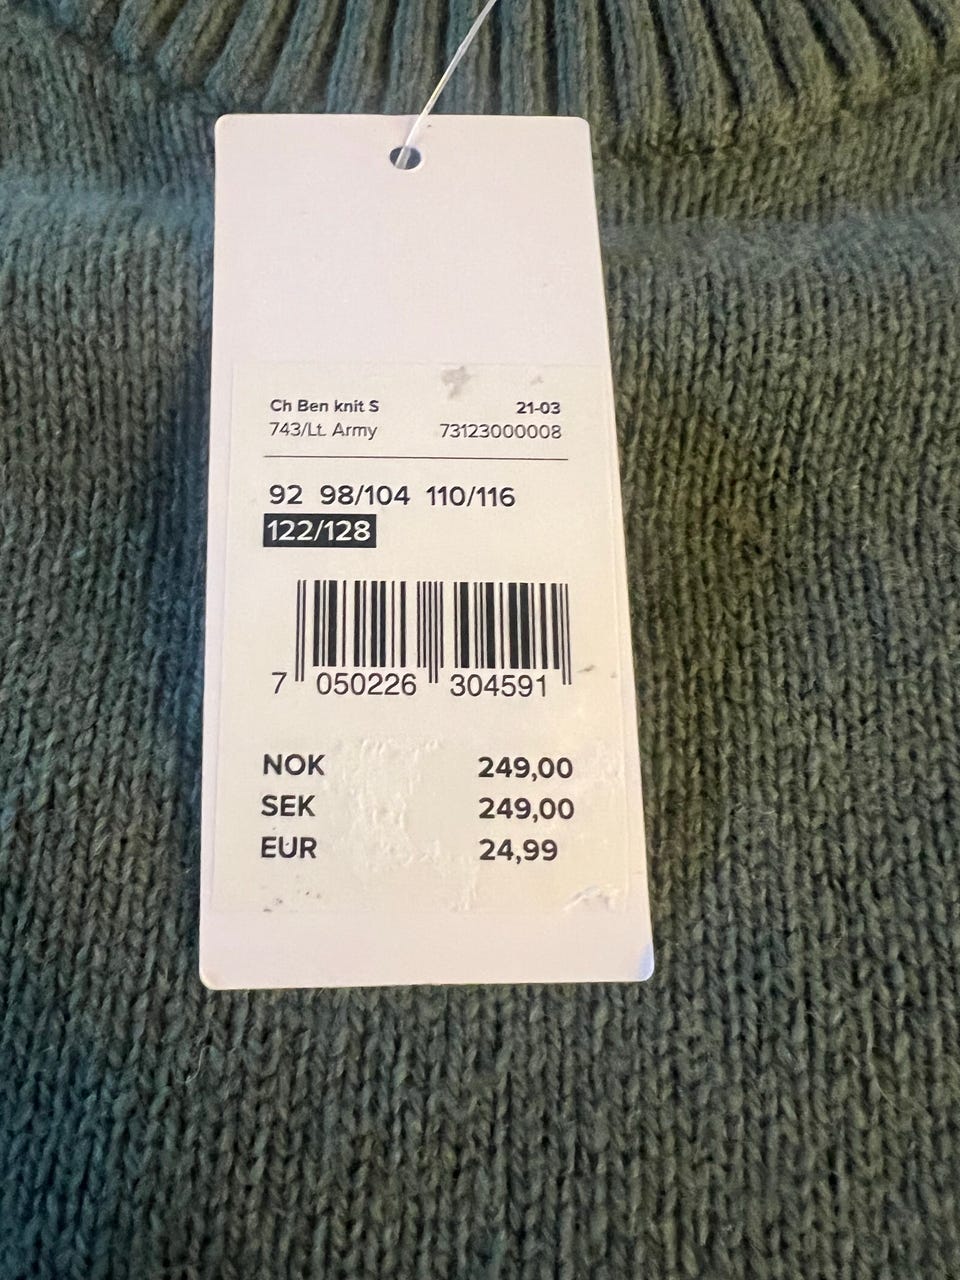 Ch Ben knit S 21-03
743/Lt. Army 73123000008
92 98/104 110/116
122/128
7 050226 304591
NOK 249,00
SEK 249,00
EUR 24,99